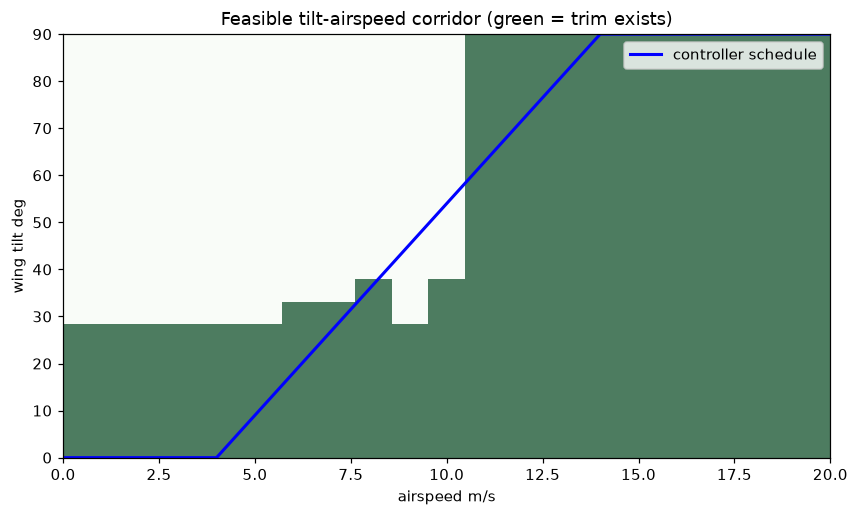 Feasible tilt-airspeed corridor (green = trim exists)
controller schedule
wing tilt deg
90
80
70
60
50
40
30
20
10
0
0.0 2.5 5.0 7.5 10.0 12.5 15.0 17.5 20.0
airspeed m/s